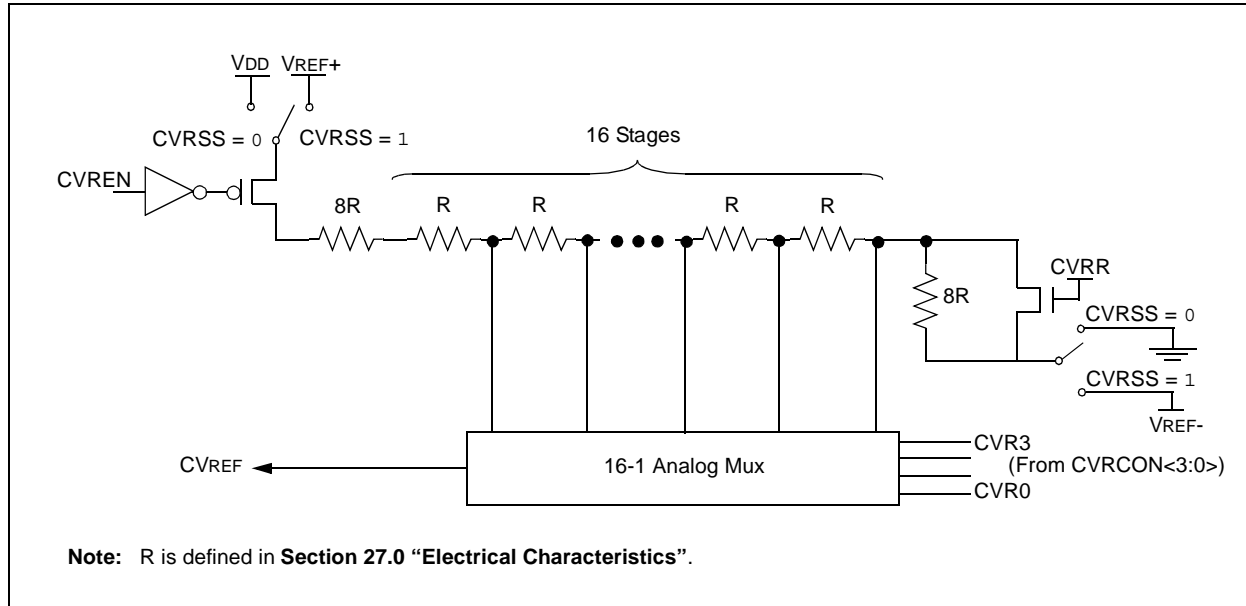 VDD VREF+
CVRSS = 0 CVRSS = 1
16 Stages
CVREN
8R R R R R
CVRR
8R
CVRSS = 0
CVRSS = 1
VREF-
CVREF
16-1 Analog Mux
CVR3
(From CVRCON<3:0>)
CVR0
Note: R is defined in Section 27.0 “Electrical Characteristics”.